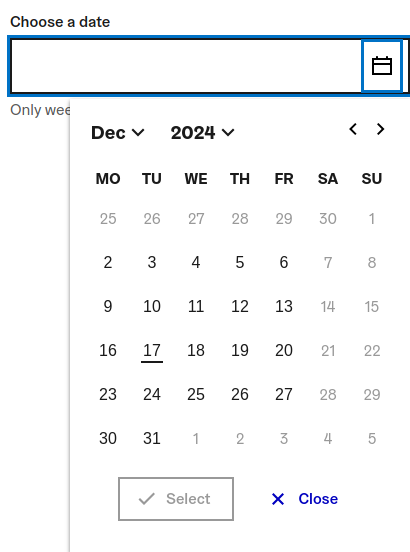 Choose a date
Only
Dec 2024
MO TU WE TH FR SA SU
25 26 27 28 29 30 1
2 3 4 5 6 7 8
9 10 11 12 13 14 15
16 17 18 19 20 21 22
23 24 25 26 27 28 29
30 31 1 2 3 4 5
Select Close